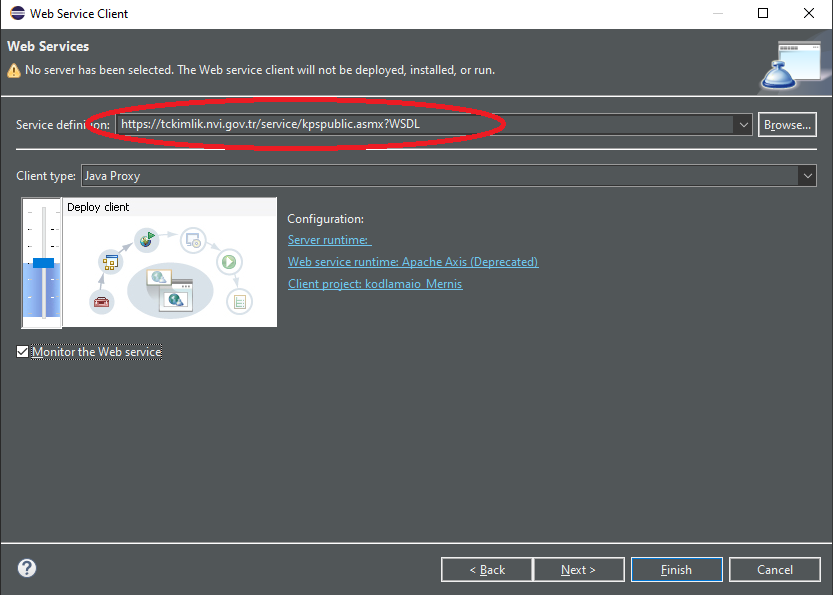 Web Service Client
Web Services
No server has been selected. The Web service client will not be deployed, installed, or run.
Service definition: https://tckimlik.nvi.gov.tr/service/kpspublic.asmx?WSDL Browse...
Client type: Java Proxy
Deploy client
Configuration:
Server runtime:
Web service runtime: Apache Axis (Deprecated)
Client project: kodlamaio_Mernis
Monitor the Web service
? < Back Next > Finish Cancel